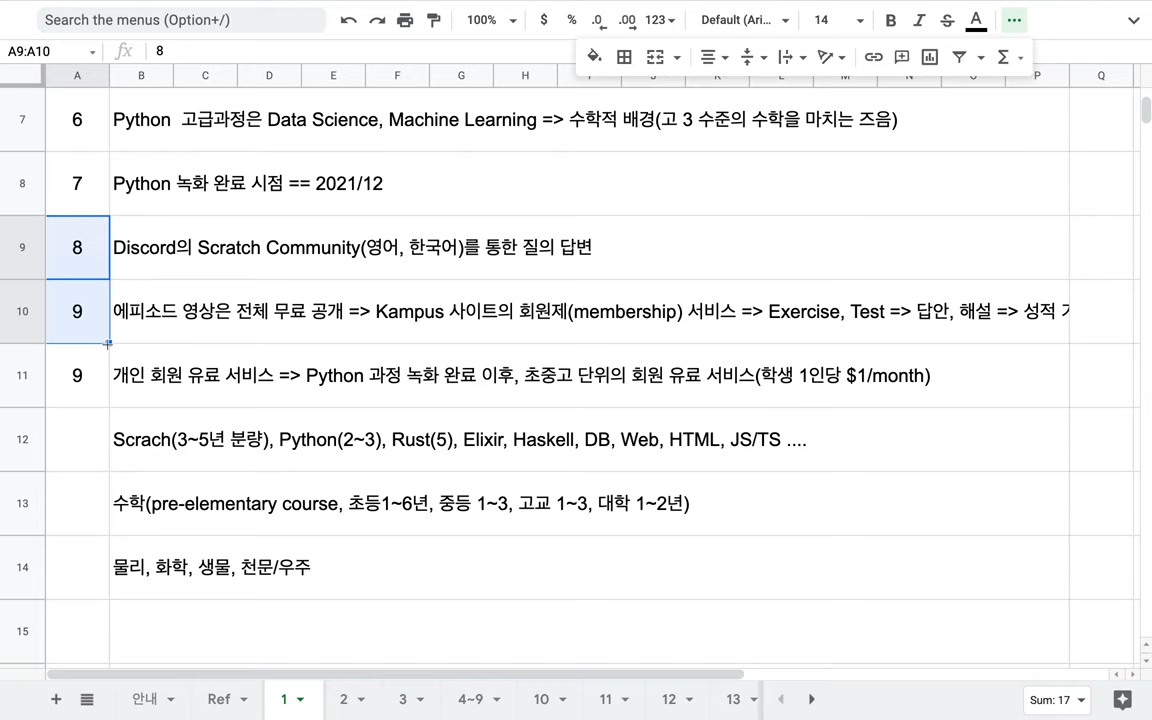 Search the menus (Option+/)
100%
$ % .0 .00 123
Default (Ari...
14
B I S A
A9:A10
fx 8
A B C D E F G H P Q
7 6 Python 고급과정은 Data Science, Machine Learning => 수학적 배경(고 3 수준의 수학을 마치는 즈음)
8 7 Python 녹화 완료 시점 == 2021/12
9 8 Discord의 Scratch Community(영어, 한국어)를 통한 질의 답변
10 9 에피소드 영상은 전체 무료 공개 => Kampus 사이트의 회원제(membership) 서비스 => Exercise, Test => 답안, 해설 => 성적
11 9 개인 회원 유료 서비스 => Python 과정 녹화 완료 이후, 초중고 단위의 회원 유료 서비스(학생 1인당 $1/month)
12 Scrach(3~5년 분량), Python(2~3), Rust(5), Elixir, Haskell, DB, Web, HTML, JS/TS ....
13 수학(pre-elementary course, 초등1~6년, 중등 1~3, 고교 1~3, 대학 1~2년)
14 물리, 화학, 생물, 천문/우주
15
안내 Ref 1 2 3 4~9 10 11 12 13
Sum: 17